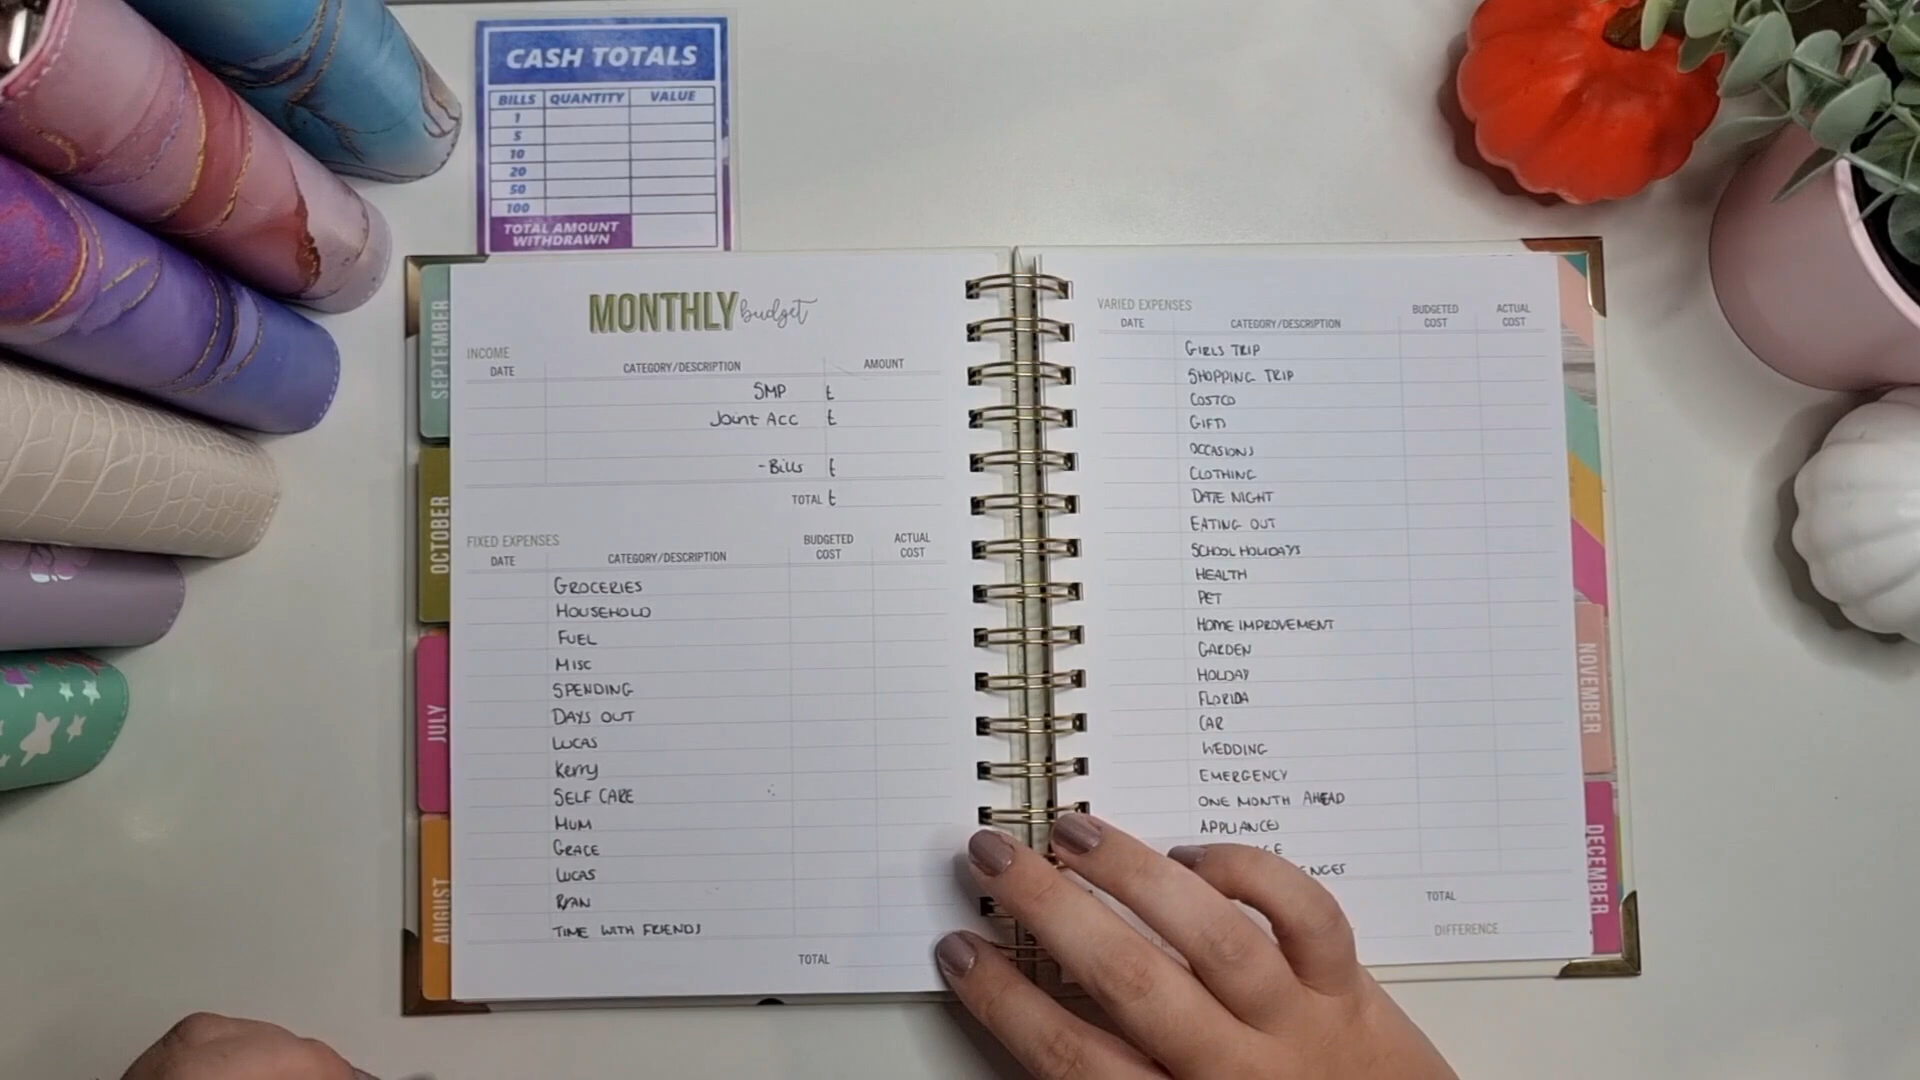 CASH TOTALS
BILLS QUANTITY VALUE
1
5
10
20
50
100
TOTAL AMOUNT
WITHDRAWN
SEPTEMBER
OCTOBER
JULY
AUGUST
MONTHLY budget
INCOME
DATE CATEGORY/DESCRIPTION AMOUNT
SMP £
Joint Acc £
-Bills £
TOTAL £
FIXED EXPENSES
DATE CATEGORY/DESCRIPTION BUDGETED COST ACTUAL COST
GROCERIES
HOUSEHOLD
FUEL
MISC
SPENDING
DAYS OUT
LUCAS
Kerry
SELF CARE
MUM
GRACE
LUCAS
RYAN
TIME WITH FRIENDS
TOTAL
VARIED EXPENSES
DATE CATEGORY/DESCRIPTION BUDGETED COST ACTUAL COST
GIRLS TRIP
SHOPPING TRIP
COSTCO
GIFTS
OCCASIONS
CLOTHING
DATE NIGHT
EATING OUT
SCHOOL HOLIDAYS
HEALTH
PET
HOME IMPROVEMENT
GARDEN
HOLDAY
FLORIDA
CAR
WEDDING
EMERGENCY
ONE MONTH AHEAD
APPLIANCES
TOTAL
DIFFERENCE
NOVEMBER
DECEMBER